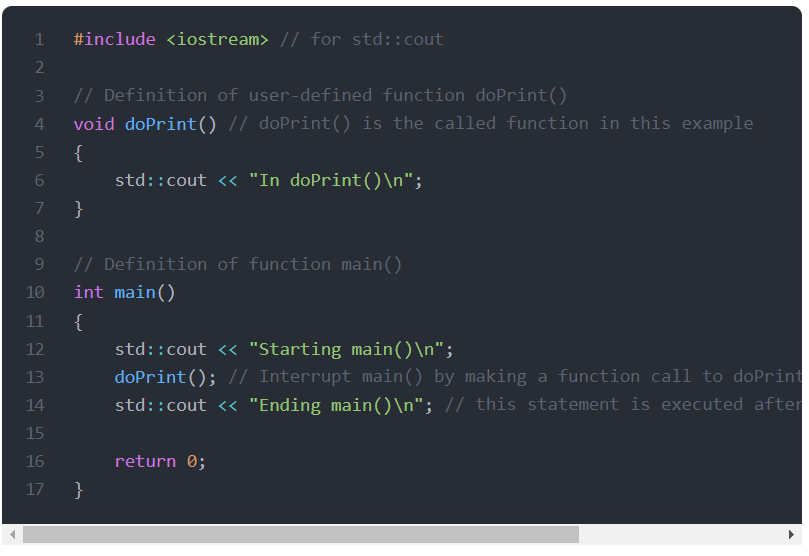 1 #include <iostream> // for std::cout
2
3 // Definition of user-defined function doPrint()
4 void doPrint() // doPrint() is the called function in this example
5 {
6     std::cout << "In doPrint()\n";
7 }
8
9 // Definition of function main()
10 int main()
11 {
12     std::cout << "Starting main()\n";
13     doPrint(); // Interrupt main() by making a function call to doPrint
14     std::cout << "Ending main()\n"; // this statement is executed after
15
16     return 0;
17 }